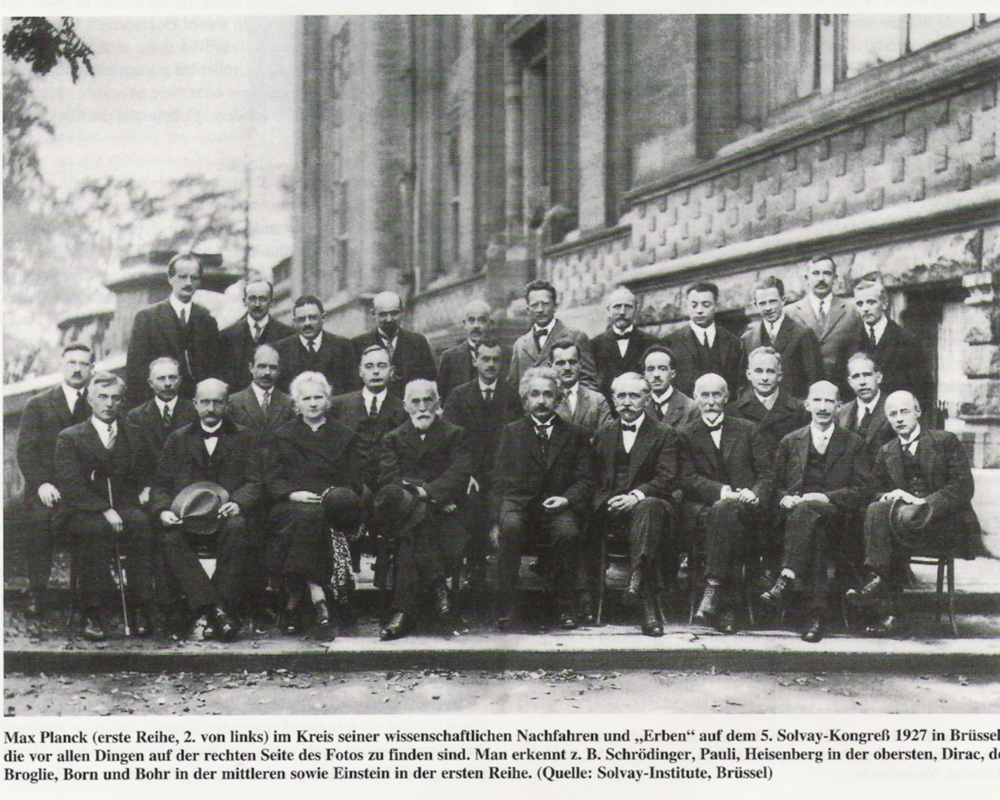 Max Planck (erste Reihe, 2. von links) im Kreis seiner wissenschaftlichen Nachfahren und „Erben“ auf dem 5. Solvay-Kongreß 1927 in Brüssel
die vor allen Dingen auf der rechten Seite des Fotos zu finden sind. Man erkennt z. B. Schrödinger, Pauli, Heisenberg in der obersten, Dirac, de
Broglie, Born und Bohr in der mittleren sowie Einstein in der ersten Reihe. (Quelle: Solvay-Institute, Brüssel)